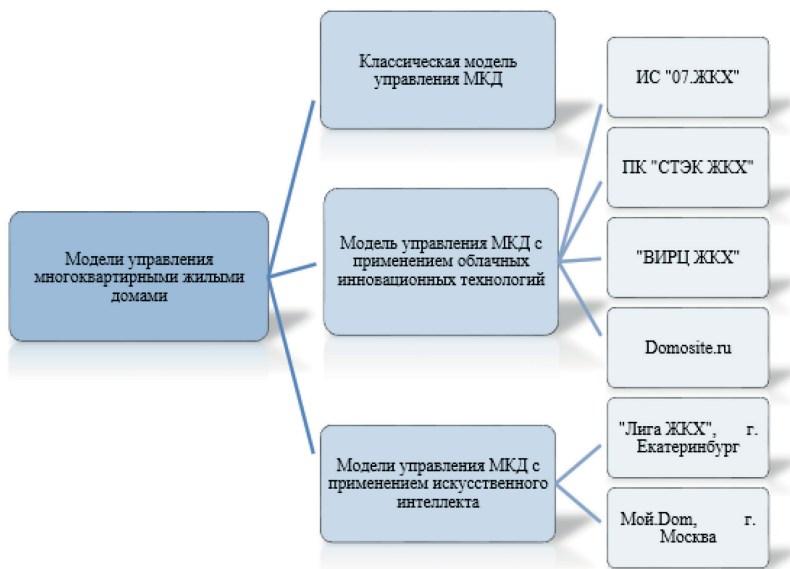 Модели управления
многоквартирными жилыми
домами
Классическая модель
управления МКД
Модель управления МКД с
применением облачных
инновационных технологий
Модели управления МКД с
применением искусственного
интеллекта
ИС "07.ЖКХ"
ПК "СТЭК ЖКХ"
"ВИРЦ ЖКХ"
Domosite.ru
"Лига ЖКХ", г.
Екатеринбург
Мой.Dom, г.
Москва